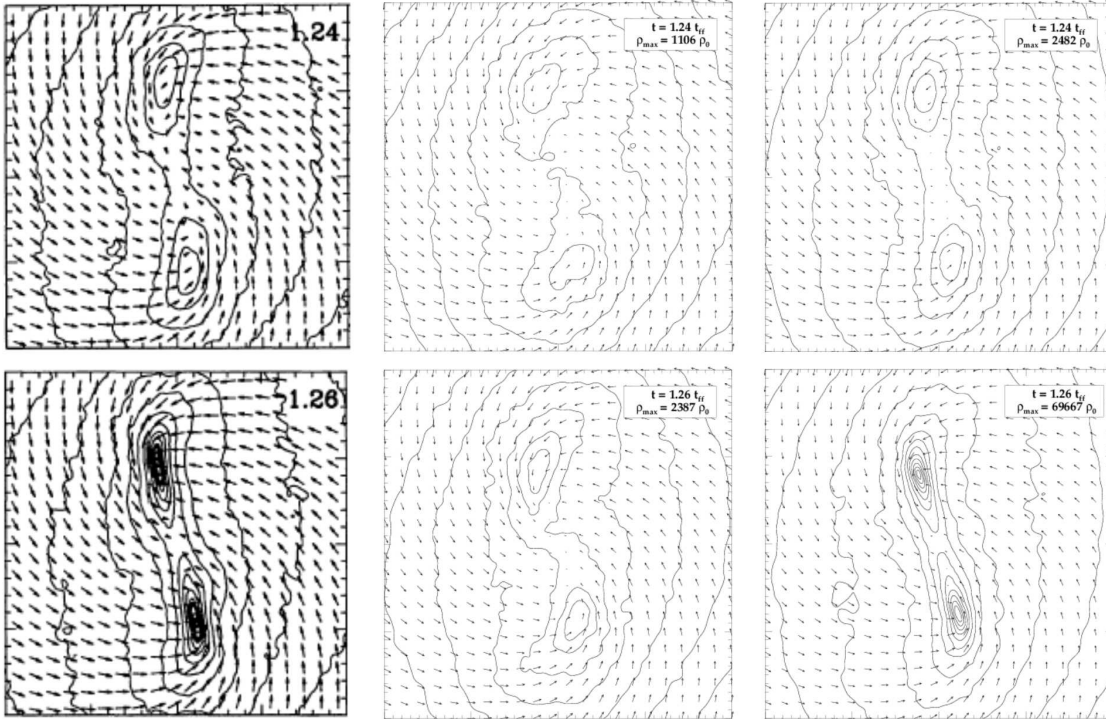 1.24
t = 1.24 t_ff
ρ_max = 1106 ρ_0
t = 1.24 t_ff
ρ_max = 2482 ρ_0
1.26
t = 1.26 t_ff
ρ_max = 2387 ρ_0
t = 1.26 t_ff
ρ_max = 69667 ρ_0